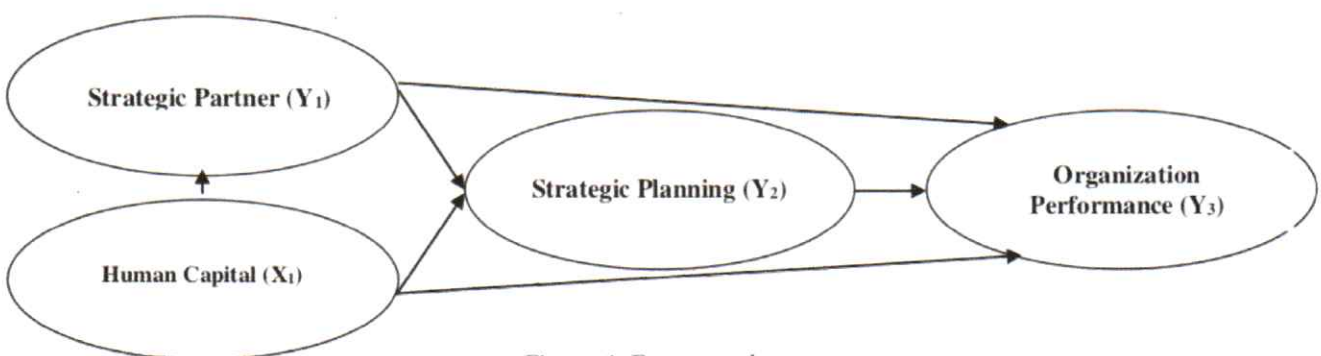 Strategic Partner (Y₁)
Strategic Planning (Y₂)
Organization
Performance (Y₃)
Human Capital (X₁)